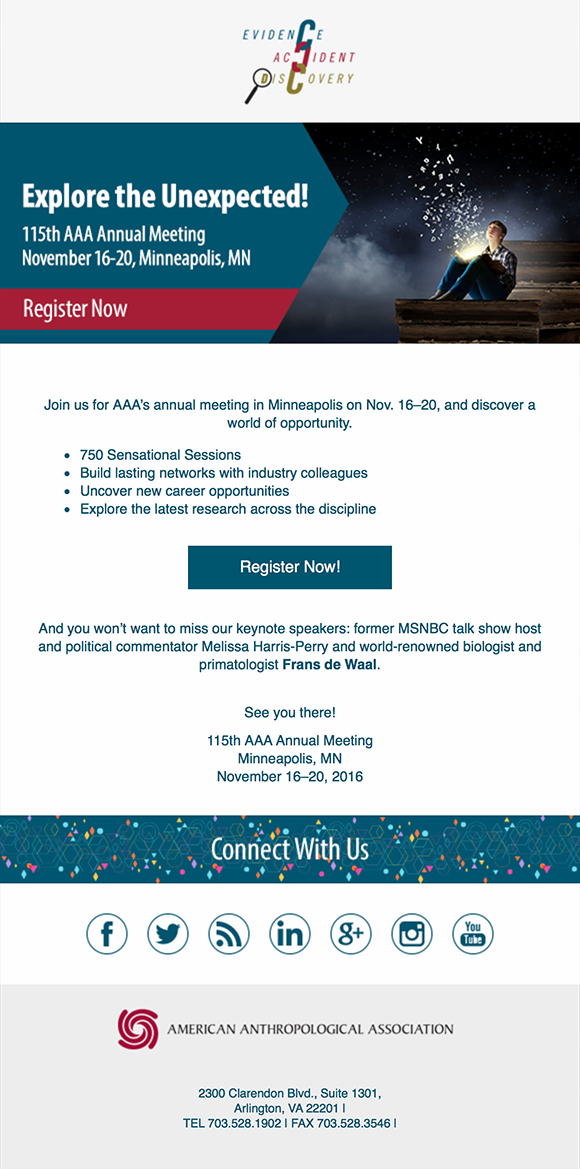 EVIDENCE
ACCIDENT
DISCOVERY
Explore the Unexpected!
115th AAA Annual Meeting
November 16-20, Minneapolis, MN
Register Now
Join us for AAA’s annual meeting in Minneapolis on Nov. 16–20, and discover a
world of opportunity.
• 750 Sensational Sessions
• Build lasting networks with industry colleagues
• Uncover new career opportunities
• Explore the latest research across the discipline
Register Now!
And you won’t want to miss our keynote speakers: former MSNBC talk show host
and political commentator Melissa Harris-Perry and world-renowned biologist and
primatologist Frans de Waal.
See you there!
115th AAA Annual Meeting
Minneapolis, MN
November 16–20, 2016
Connect With Us
f in g+ You
Tube
AMERICAN ANTHROPOLOGICAL ASSOCIATION
2300 Clarendon Blvd., Suite 1301,
Arlington, VA 22201 |
TEL 703.528.1902 | FAX 703.528.3546 |